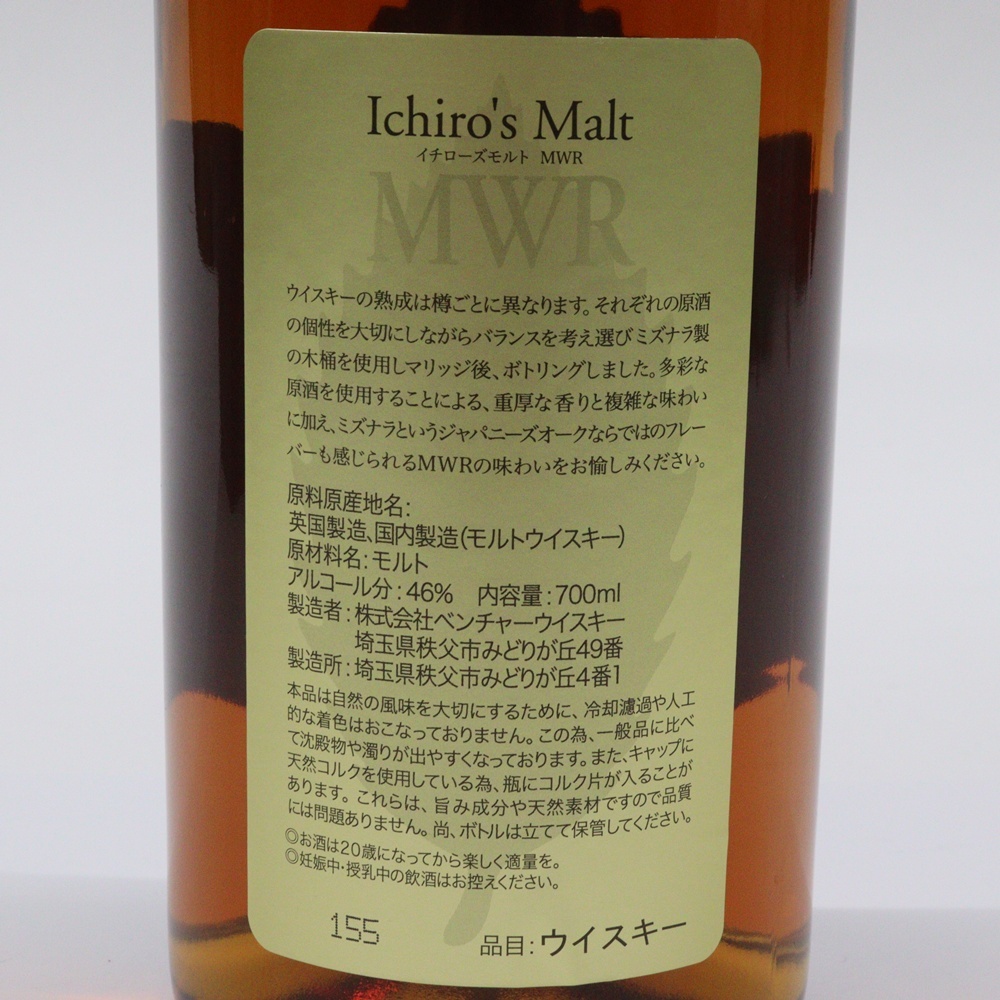 Ichiro's Malt
イチローズモルト MWR
MWR
ウイスキーの熟成は樽ごとに異なります。それぞれの原酒
の個性を大切にしながらバランスを考え選びミズナラ製
の木桶を使用しマリッジ後、ボトリングしました。多彩な
原酒を使用することによる、重厚な香りと複雑な味わい
に加え、ミズナラというジャパニーズオークならではのフレー
バーも感じられるMWRの味わいをお愉しみください。
原料原産地名:
英国製造、国内製造(モルトウイスキー)
原材料名:モルト
アルコール分:46% 内容量:700ml
製造者:株式会社ベンチャーウイスキー
埼玉県秩父市みどりが丘49番
製造所:埼玉県秩父市みどりが丘4番1
本品は自然の風味を大切にするために、冷却濾過や人工
的な着色はおこなっておりません。この為、一般品に比べ
て沈殿物や濁りが出やすくなっております。また、キャップに
天然コルクを使用している為、瓶にコルク片が入ることが
あります。これらは、旨み成分や天然素材ですので品質
には問題ありません。尚、ボトルは立てて保管してください。
◎お酒は20歳になってから楽しく適量を。
◎妊娠中・授乳中の飲酒はお控えください。
155 品目:ウイスキー